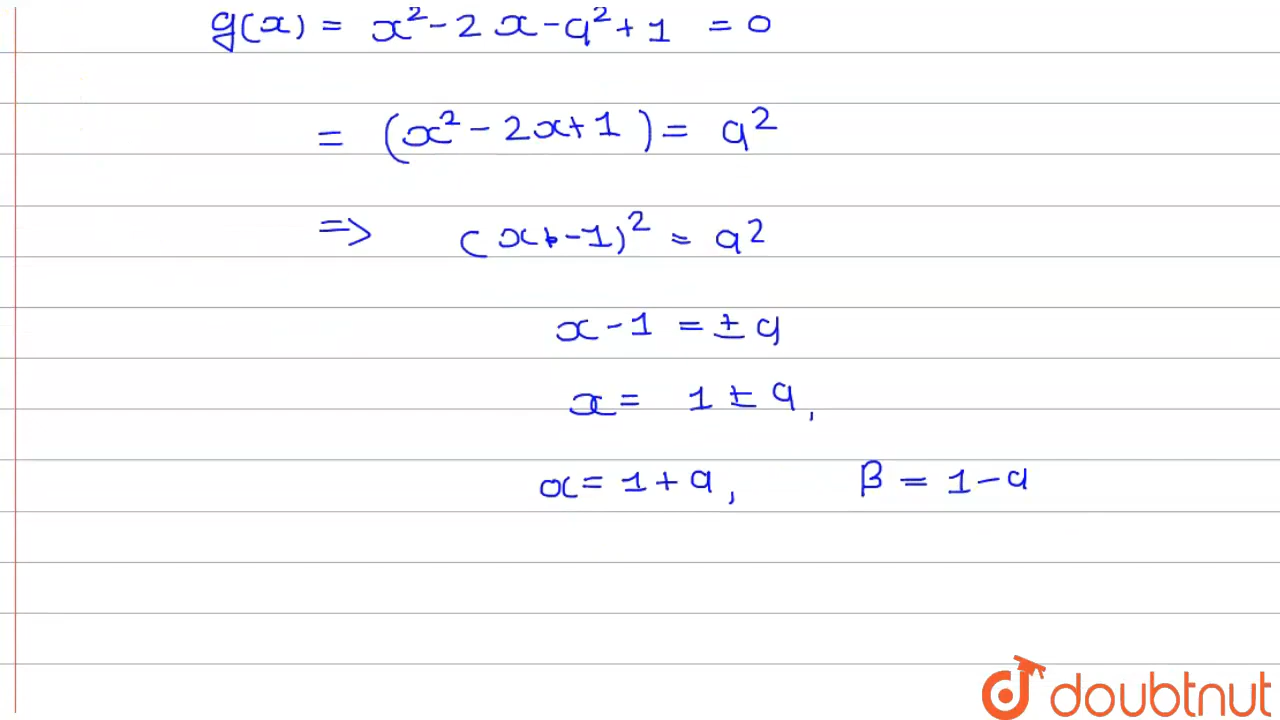 g(x) = x² - 2x - a² + 1 = 0
= (x² - 2x + 1) = a²
=> (x - 1)² = a²
x - 1 = ± a
x = 1 ± a,
α = 1 + a, β = 1 - a
doubtnut